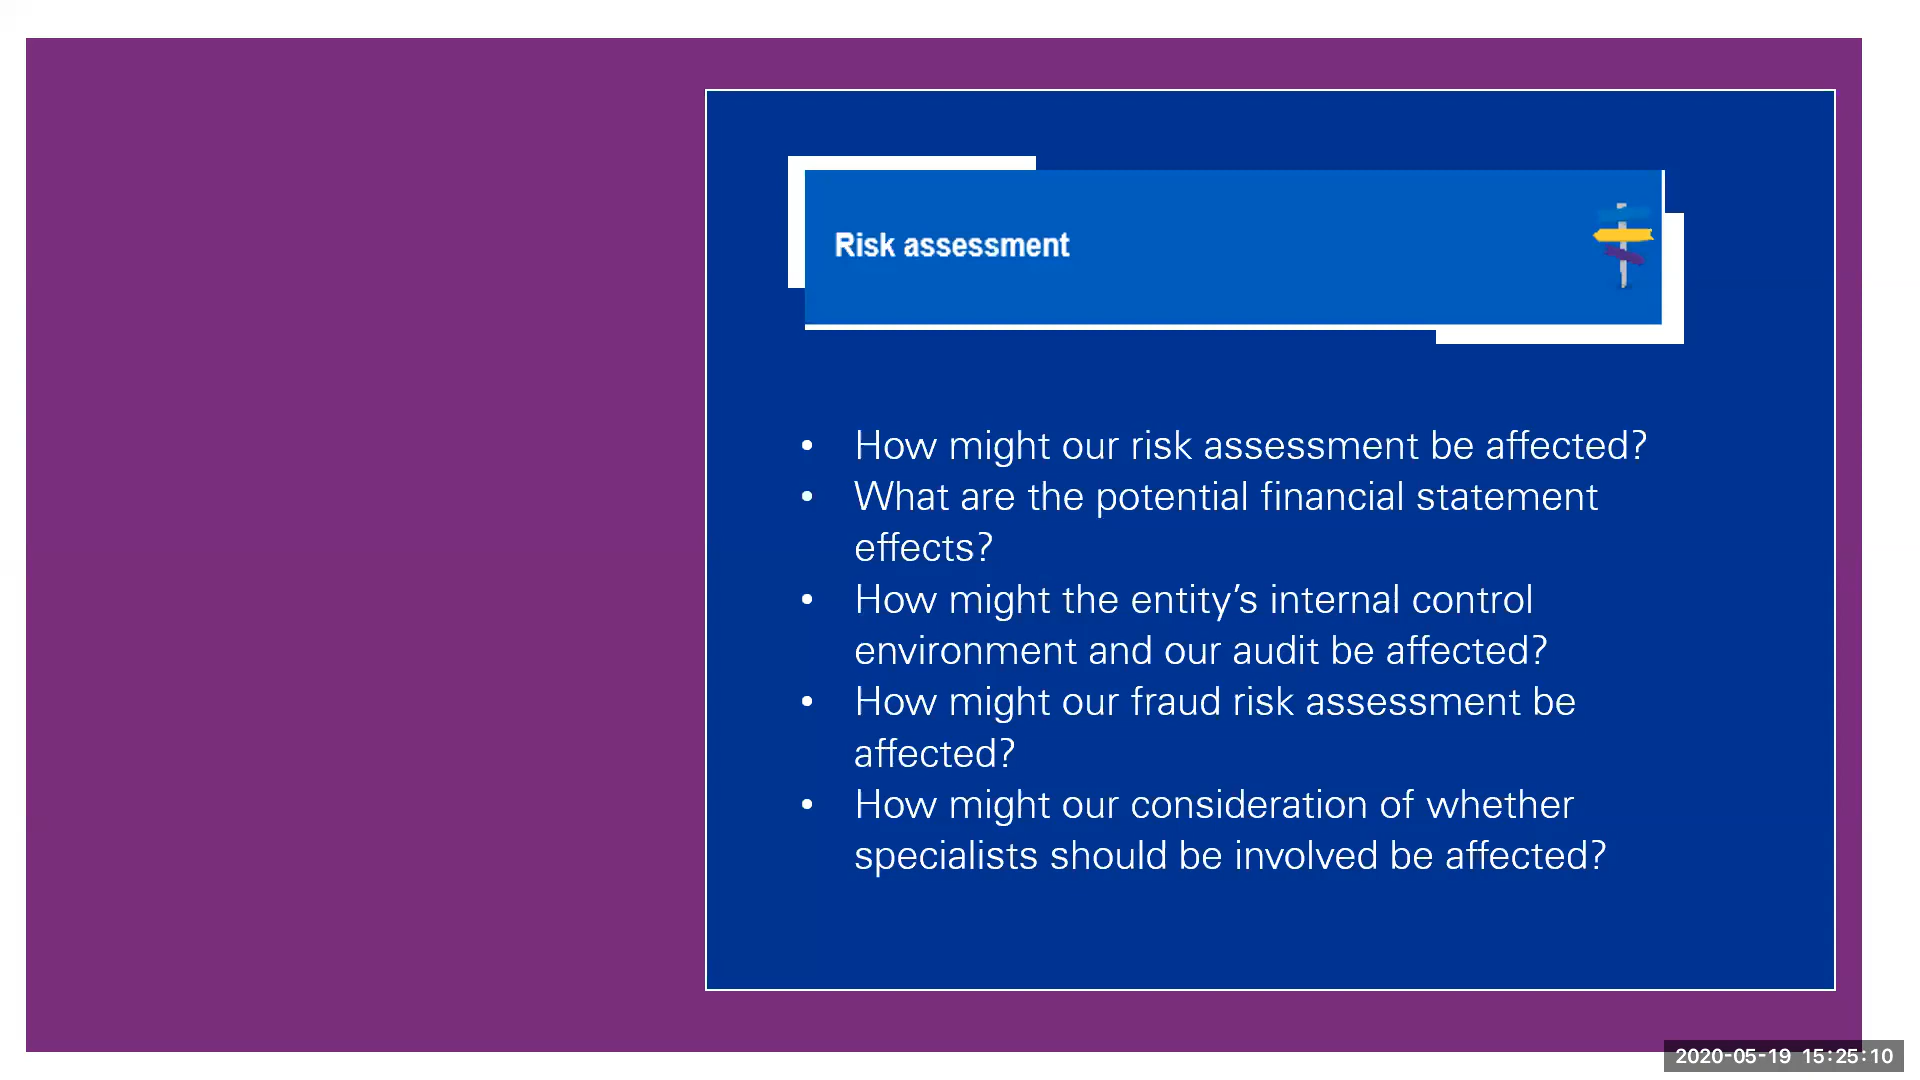 Risk assessment
• How might our risk assessment be affected?
• What are the potential financial statement
effects?
• How might the entity’s internal control
environment and our audit be affected?
• How might our fraud risk assessment be
affected?
• How might our consideration of whether
specialists should be involved be affected?
2020-05-19 15:25:10